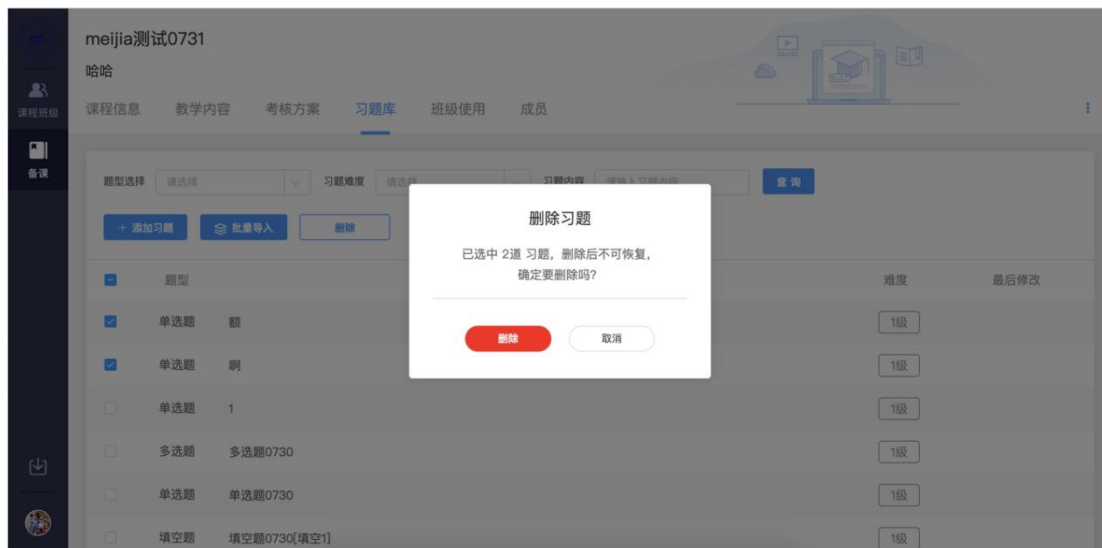 meijia测试0731
哈哈
课程班级
课程信息 教学内容 考核方案 习题库 班级使用 成员
备课
题型选择 请选择 习题难度 请选择 习题内容 请输入习题内容 查询
+ 添加习题 批量导入 删除
删除习题
已选中 2道 习题，删除后不可恢复，
确定要删除吗？
删除 取消
题型 难度 最后修改
单选题 额 1级
单选题 啊 1级
单选题 1 1级
多选题 多选题0730 1级
单选题 单选题0730 1级
填空题 填空题0730[填空1] 1级